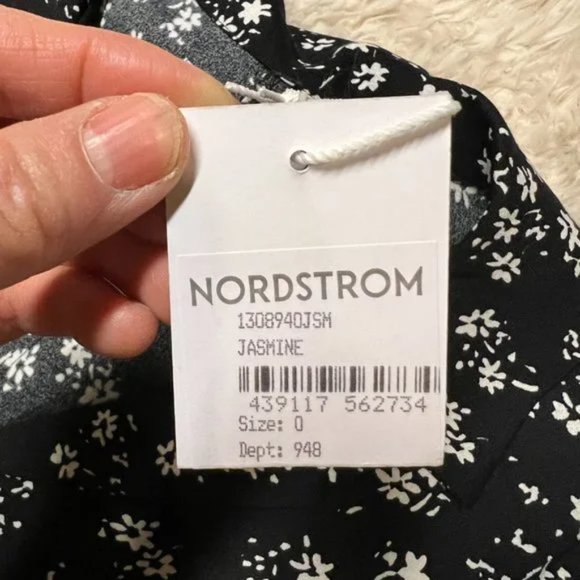 NORDSTROM
1308940JSM
JASMINE
439117 562734
Size: 0
Dept: 948